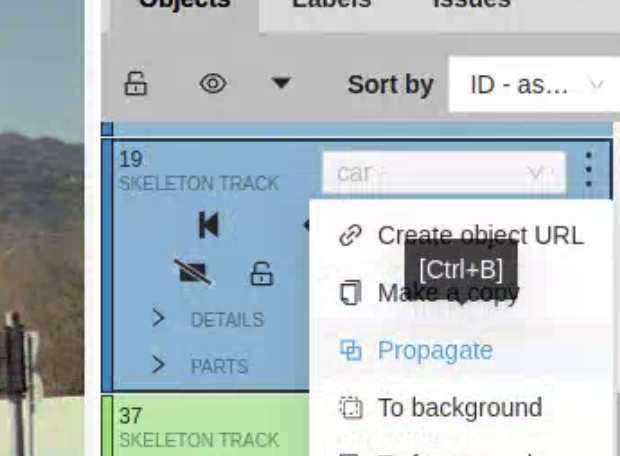 Objects Labels Issues
Sort by ID - as...
19
SKELETON TRACK
car
Create object URL
[Ctrl+B]
Make a copy
DETAILS
Propagate
PARTS
To background
37
SKELETON TRACK